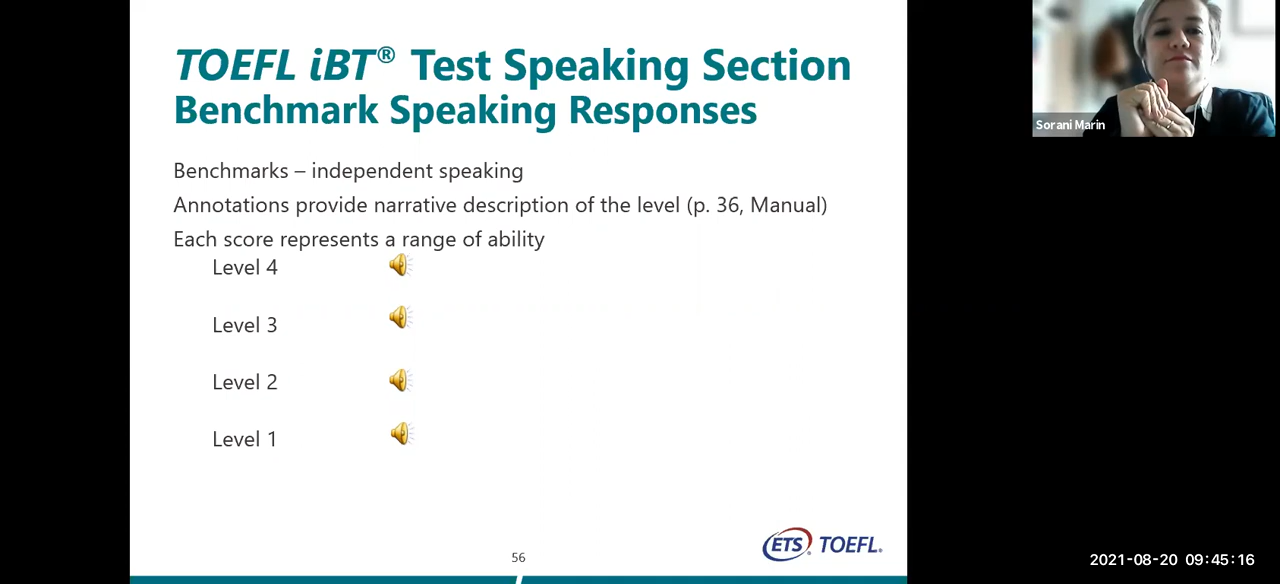 TOEFL iBT® Test Speaking Section
Benchmark Speaking Responses
Benchmarks – independent speaking
Annotations provide narrative description of the level (p. 36, Manual)
Each score represents a range of ability
Level 4
Level 3
Level 2
Level 1
56
ETS® TOEFL®
Sorani Marin
2021-08-20 09:45:16